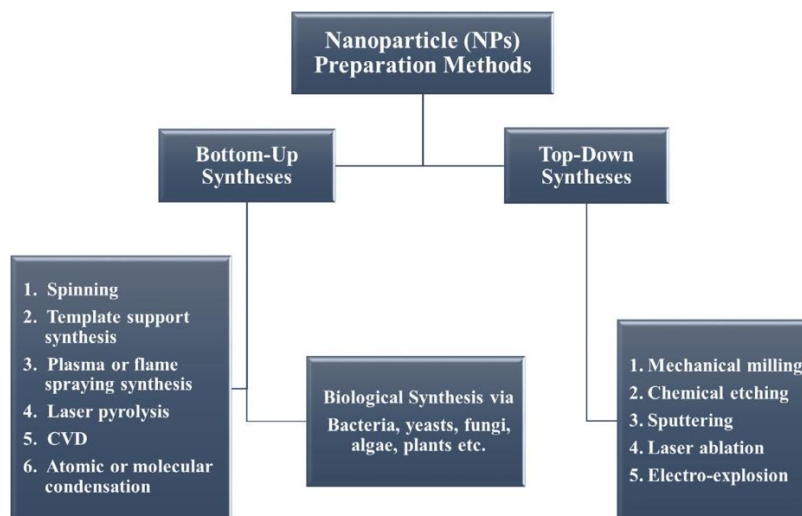 Nanoparticle (NPs)
Preparation Methods
Bottom-Up
Syntheses
Top-Down
Syntheses
1. Spinning
2. Template support
synthesis
3. Plasma or flame
spraying synthesis
4. Laser pyrolysis
5. CVD
6. Atomic or molecular
condensation
Biological Synthesis via
Bacteria, yeasts, fungi,
algae, plants etc.
1. Mechanical milling
2. Chemical etching
3. Sputtering
4. Laser ablation
5. Electro-explosion